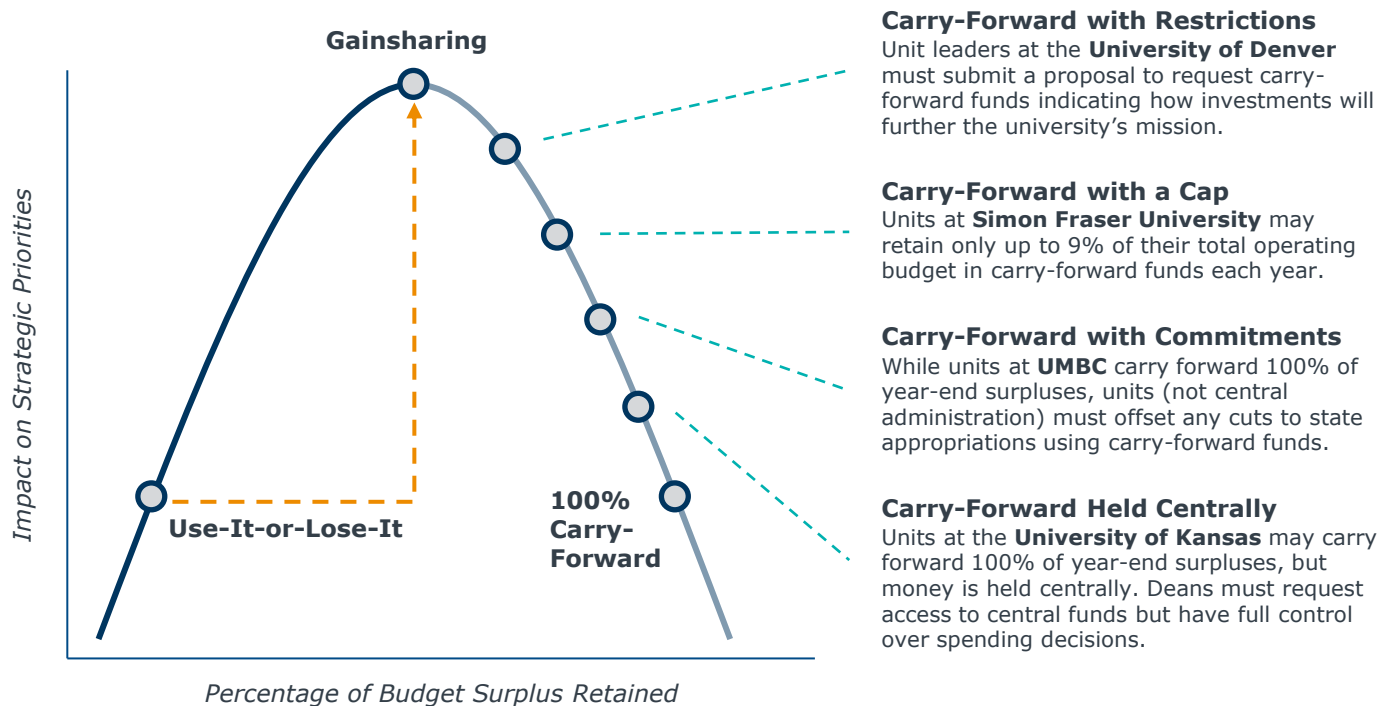 Gainsharing
Impact on Strategic Priorities
Use-It-or-Lose-It
100%
Carry-
Forward
Percentage of Budget Surplus Retained
Carry-Forward with Restrictions
Unit leaders at the University of Denver
must submit a proposal to request carry-
forward funds indicating how investments will
further the university’s mission.
Carry-Forward with a Cap
Units at Simon Fraser University may
retain only up to 9% of their total operating
budget in carry-forward funds each year.
Carry-Forward with Commitments
While units at UMBC carry forward 100% of
year-end surpluses, units (not central
administration) must offset any cuts to state
appropriations using carry-forward funds.
Carry-Forward Held Centrally
Units at the University of Kansas may carry
forward 100% of year-end surpluses, but
money is held centrally. Deans must request
access to central funds but have full control
over spending decisions.